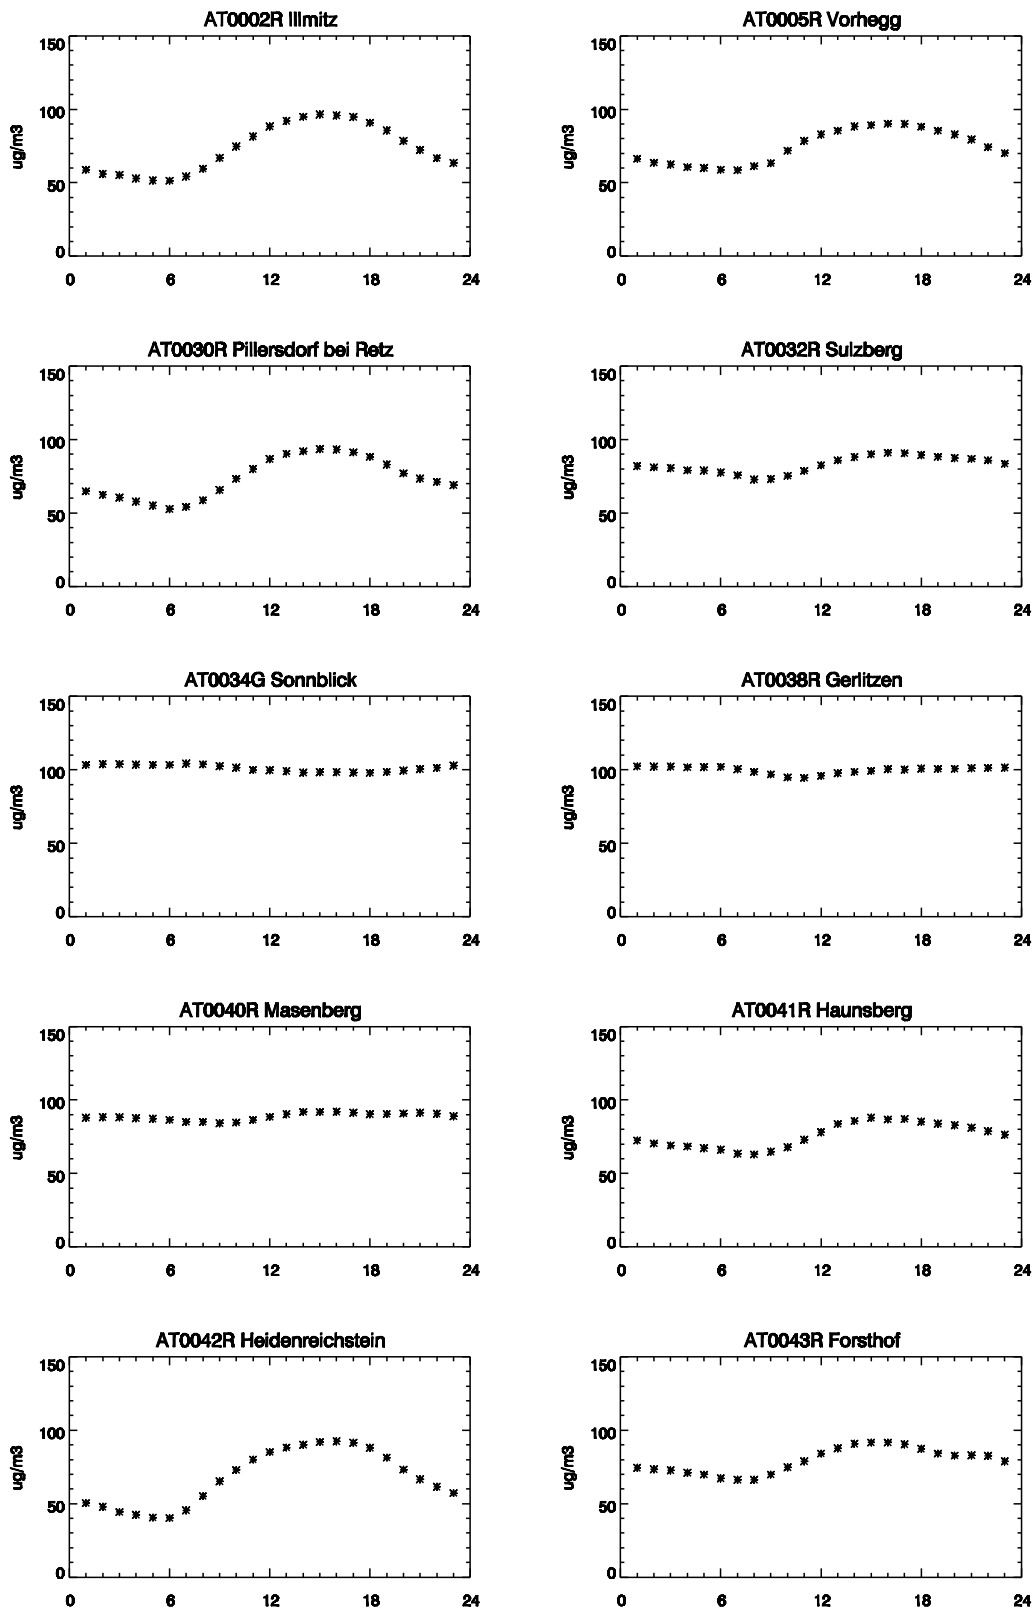 AT0002R Illmitz
AT0005R Vorhegg
150
100
50
0
ug/m3
0 6 12 18 24
150
100
50
0
ug/m3
0 6 12 18 24
AT0030R Pillersdorf bei Retz
AT0032R Sulzberg
150
100
50
0
ug/m3
0 6 12 18 24
150
100
50
0
ug/m3
0 6 12 18 24
AT0034G Sonnblick
AT0038R Gerlitzen
150
100
50
0
ug/m3
0 6 12 18 24
150
100
50
0
ug/m3
0 6 12 18 24
AT0040R Masenberg
AT0041R Haunsberg
150
100
50
0
ug/m3
0 6 12 18 24
150
100
50
0
ug/m3
0 6 12 18 24
AT0042R Heidenreichstein
AT0043R Forsthof
150
100
50
0
ug/m3
0 6 12 18 24
150
100
50
0
ug/m3
0 6 12 18 24